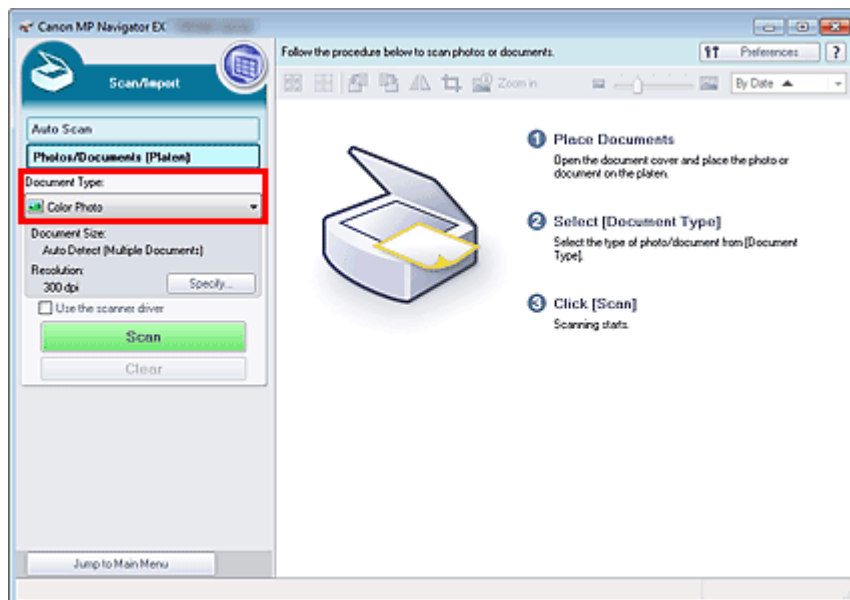 Canon MP Navigator EX
Scan/Import
Auto Scan
Photos/Documents (Platen)
Document Type:
Color Photo
Document Size:
Auto Detect (Multiple Documents)
Resolution:
300 dpi
Specify...
Use the scanner driver
Scan
Clear
Jump to Main Menu
Follow the procedure below to scan photos or documents.
Preferences
?
Zoom in
By Date
1 Place Documents
Open the document cover and place the photo or
document on the platen.
2 Select [Document Type]
Select the type of photo/document from [Document
Type].
3 Click [Scan]
Scanning starts.